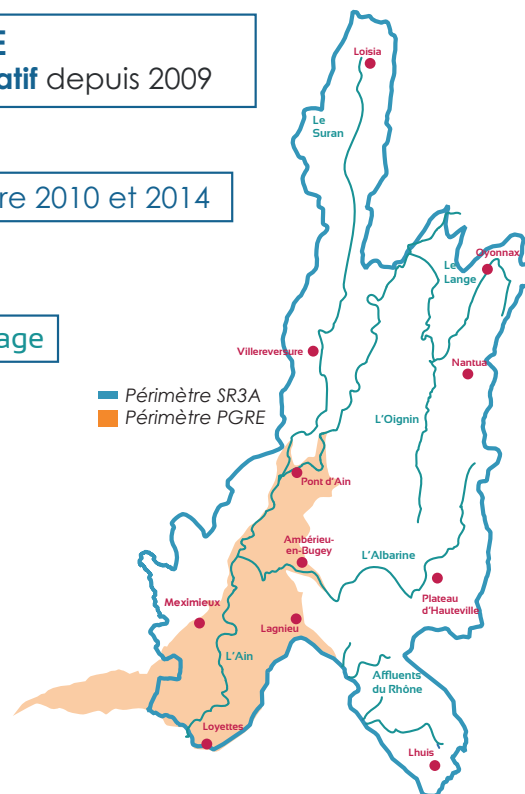 E
atif depuis 2009
re 2010 et 2014
age
Périmètre SR3A
Périmètre PGRE
Loisia
Le
Suran
Oyonnax
Le
Lange
Villereversure
Nantua
L'Oignin
Pont d'Ain
Ambérieu-
en-Bugey
L'Albarine
Plateau
d'Hauteville
Meximieux
Lagnieu
L'Ain
Affluents
du Rhône
Loyettes
Lhuis